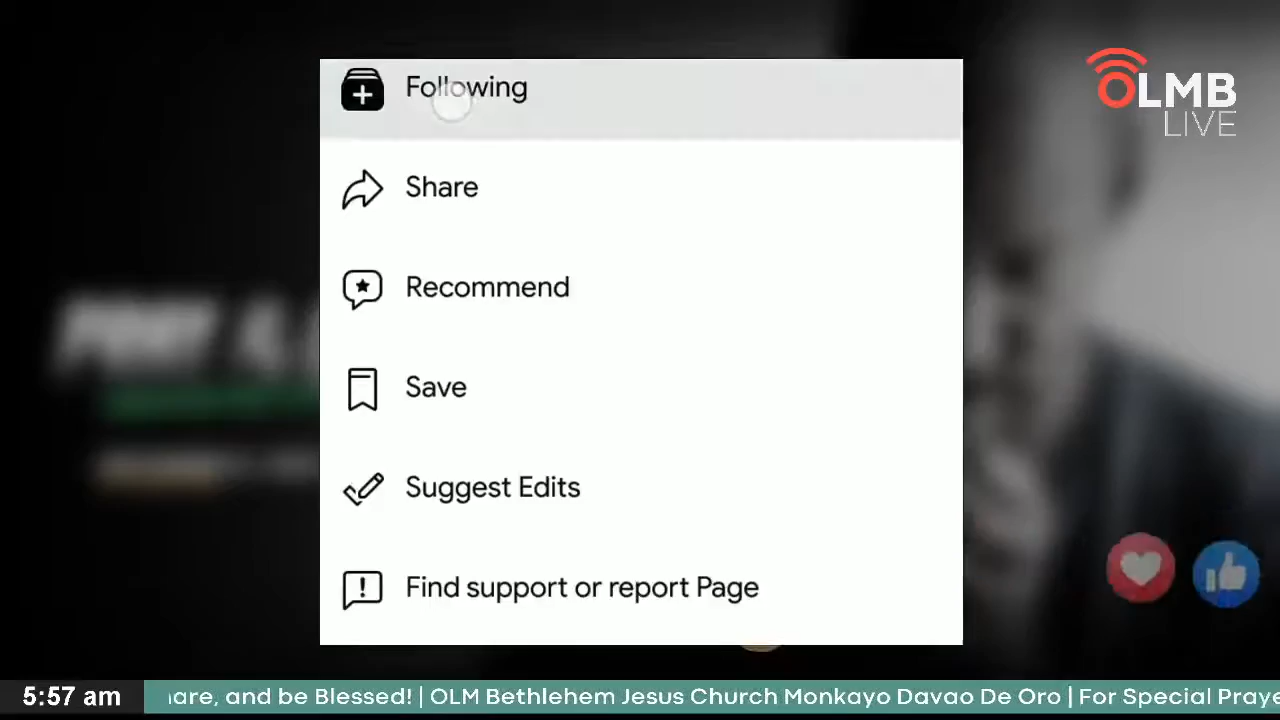 Following
OLMB
LIVE
Share
Recommend
Save
Suggest Edits
Find support or report Page
5:57 am
are, and be Blessed! | OLM Bethlehem Jesus Church Monkayo Davao De Oro | For Special